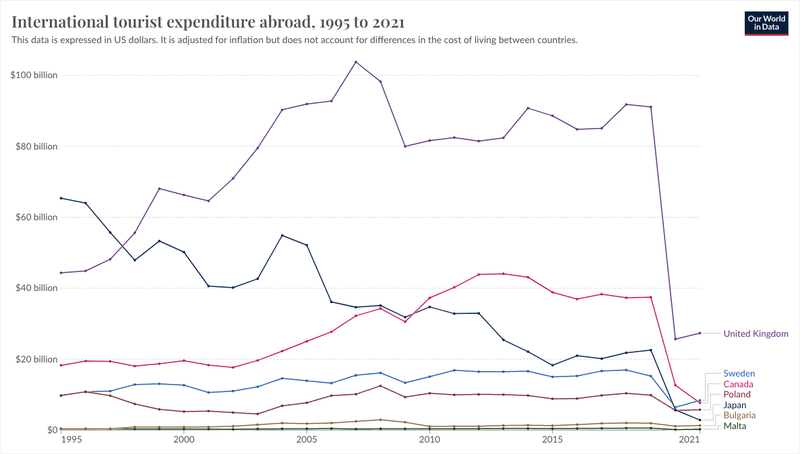 International tourist expenditure abroad, 1995 to 2021
Our World
in Data
This data is expressed in US dollars. It is adjusted for inflation but does not account for differences in the cost of living between countries.
$100 billion
$80 billion
$60 billion
$40 billion
$20 billion
$0
United Kingdom
Sweden
Canada
Poland
Japan
Bulgaria
Malta
1995
2000
2005
2010
2015
2021